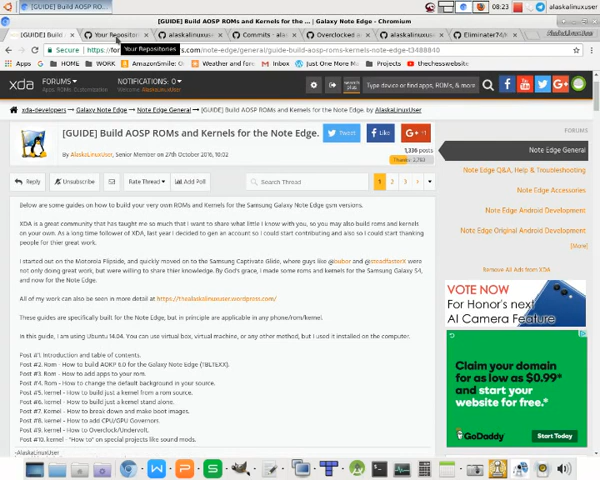 [GUIDE] Build AOSP ROMs and Kernels for the ... | Galaxy Note Edge - Chromium
[GUIDE] Buil...
08:23
alaskalinuxuser
[GUIDE] Build
Your Repositori
alaskalinuxuse
Commits - alas
Overclocked e
alaskalinuxuse
Eliminater74/
Secure
https://for
.com/note-edge/general/guide-build-aosp-roms-kernels-note-edge-t3488840
Your Repositories
Apps
HOME
WORK
AmazonSmile:
Projects
thechesswebsite
xda
FORUMS
search plus
Type device or find apps, ROMs, & more
xda-developers
Galaxy Note Edge
Note Edge General
[GUIDE] Build AOSP ROMs and Kernels for the Note Edge. by AlaskaLinuxUser
[GUIDE] Build AOSP ROMs and Kernels for the Note Edge.
By AlaskaLinuxUser, Senior Member on 27th October 2016, 10:02
Tweet
Like
posts
Reply
Unsubscribe
Rate Thread
Add Poll
Search Thread
1 2 3
Below are some guides on how to build your very own ROMs and Kernels for the Samsung Galaxy Note Edge gsm versions.
XDA is a great community that has taught me so much that I want to share what little I know with you, so you may also build roms and kernels
on your own. As a long time follower of XDA, last year I decided to gen an account so I could start contributing and also so I could start thanking
people for thier great work.
I started out on the Motorola Flipside, and quickly moved on to the Samsung Captivate Glide, where guys like @bubor and @steadfasterX were
not only doing great work, but were willing to share thier knowledge. By God's grace, I made some roms and kernels for the Samsung Galaxy S4,
and now for the Note Edge.
All of my work can also be seen in more detail at https://thealaskalinuxuser.wordpress.com/
These guides are specifically built for the Note Edge, but in principle are applicable in any phone/rom/kernel.
In this guide, I am using Ubuntu 14.04. You can use virtual box, virtual machine, or any other method, but I used it installed on the computer.
Post #1. Introduction and table of contents.
Post #2. Rom - How to build AOKP 6.0 for the Galaxy Note Edge (TBLTEXX).
Post #3. Rom - How to add apps to your rom.
Post #4. Rom - How to change the default background in your source.
Post #5. kernel - How to build just a kernel from a rom source.
Post #6. kernel - How to build just a kernel stand alone.
Post #7. kernel - How to break down and make boot images.
Post #8. kernel - How to add CPU/GPU Governors.
Post #9. kernel - How to Overclock/Undervolt.
Post #10. kernel - "How to" on special projects like sound mods.
-AlaskaLinuxUser
FORUMS
Note Edge General
Note Edge Q&A, Help & Troubleshooting
Note Edge Accessories
Note Edge Android Development
Note Edge Original Android Development
[More]
Remove All Ads from XDA
VOTE NOW
For Honor's next
AI Camera Feature
Claim your
domain for
as low as $0.99*
and start
your website.*
GoDaddy
Start Today